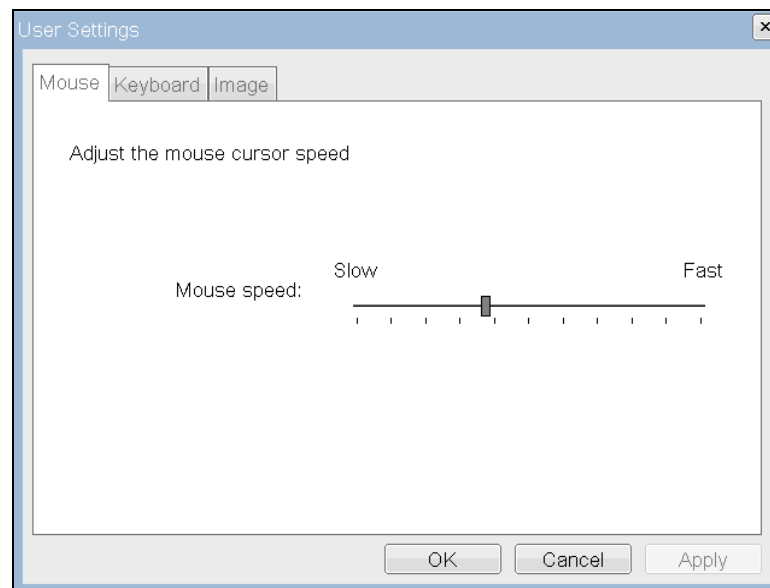 User Settings
Mouse Keyboard Image
Adjust the mouse cursor speed
Slow Fast
Mouse speed:
OK Cancel Apply